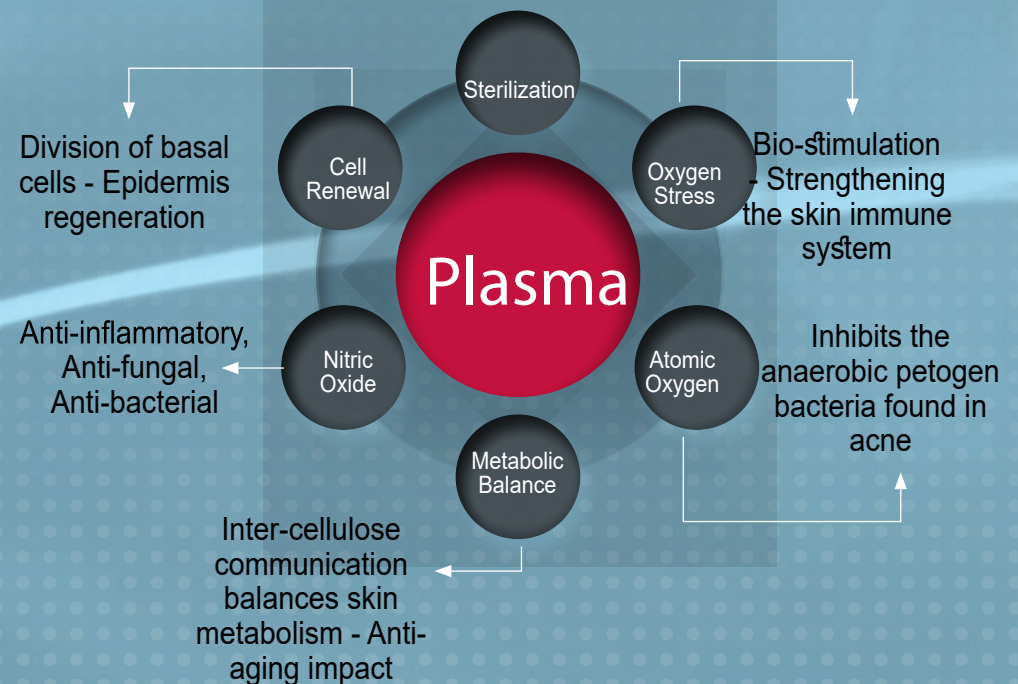 Sterilization
Cell
Renewal
Oxygen
Stress
Division of basal
cells - Epidermis
regeneration
Bio-stimulation
- Strengthening
the skin immune
system
Plasma
Anti-inflammatory,
Anti-fungal,
Anti-bacterial
Nitric
Oxide
Atomic
Oxygen
Inhibits the
anaerobic petogen
bacteria found in
acne
Metabolic
Balance
Inter-cellulose
communication
balances skin
metabolism - Anti-
aging impact